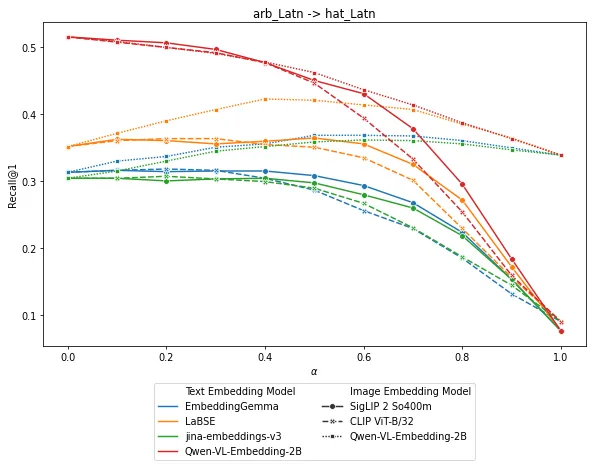 arb_Latn -> hat_Latn
Recall@1
0.5
0.4
0.3
0.2
0.1
0.0 0.2 0.4 0.6 0.8 1.0
α
Text Embedding Model Image Embedding Model
EmbeddingGemma SigLIP 2 So400m
LaBSE CLIP ViT-B/32
jina-embeddings-v3 Qwen-VL-Embedding-2B
Qwen-VL-Embedding-2B